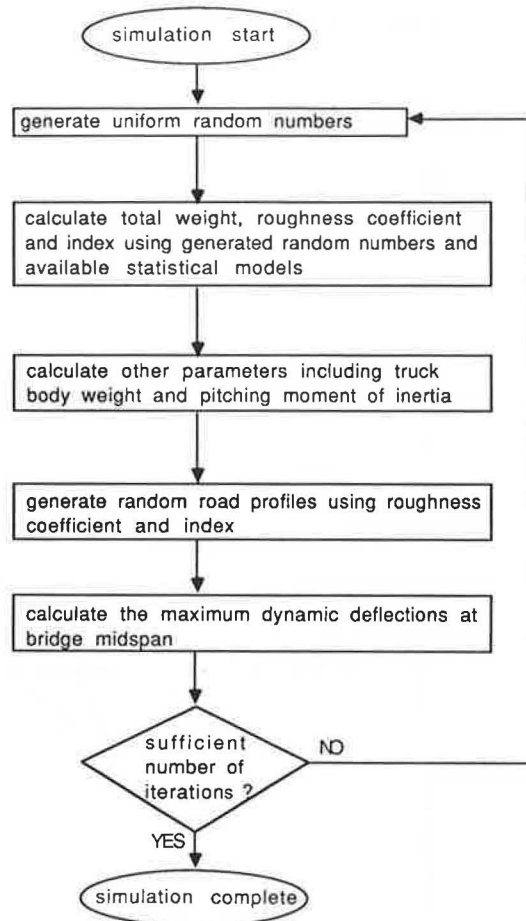 simulation start
generate uniform random numbers
calculate total weight, roughness coefficient
and index using generated random numbers and
available statistical models
calculate other parameters including truck
body weight and pitching moment of inertia
generate random road profiles using roughness
coefficient and index
calculate the maximum dynamic deflections at
bridge midspan
sufficient
number of
iterations ?
NO
YES
simulation complete